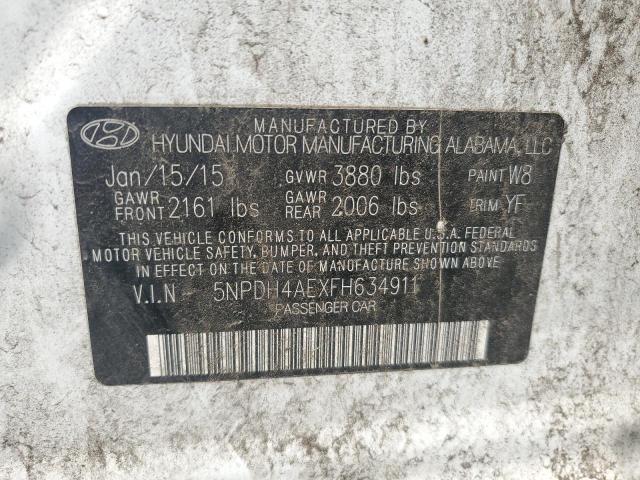 MANUFACTURED BY
HYUNDAI MOTOR MANUFACTURING ALABAMA, LLC
Jan/15/15 GVWR 3880 lbs PAINT W8
GAWR FRONT 2161 lbs GAWR REAR 2006 lbs TRIM YF
THIS VEHICLE CONFORMS TO ALL APPLICABLE U.S.A. FEDERAL
MOTOR VEHICLE SAFETY, BUMPER, AND THEFT PREVENTION STANDARDS
IN EFFECT ON THE DATE OF MANUFACTURE SHOWN ABOVE.
V.I.N 5NPDH4AEXFH634911
PASSENGER CAR